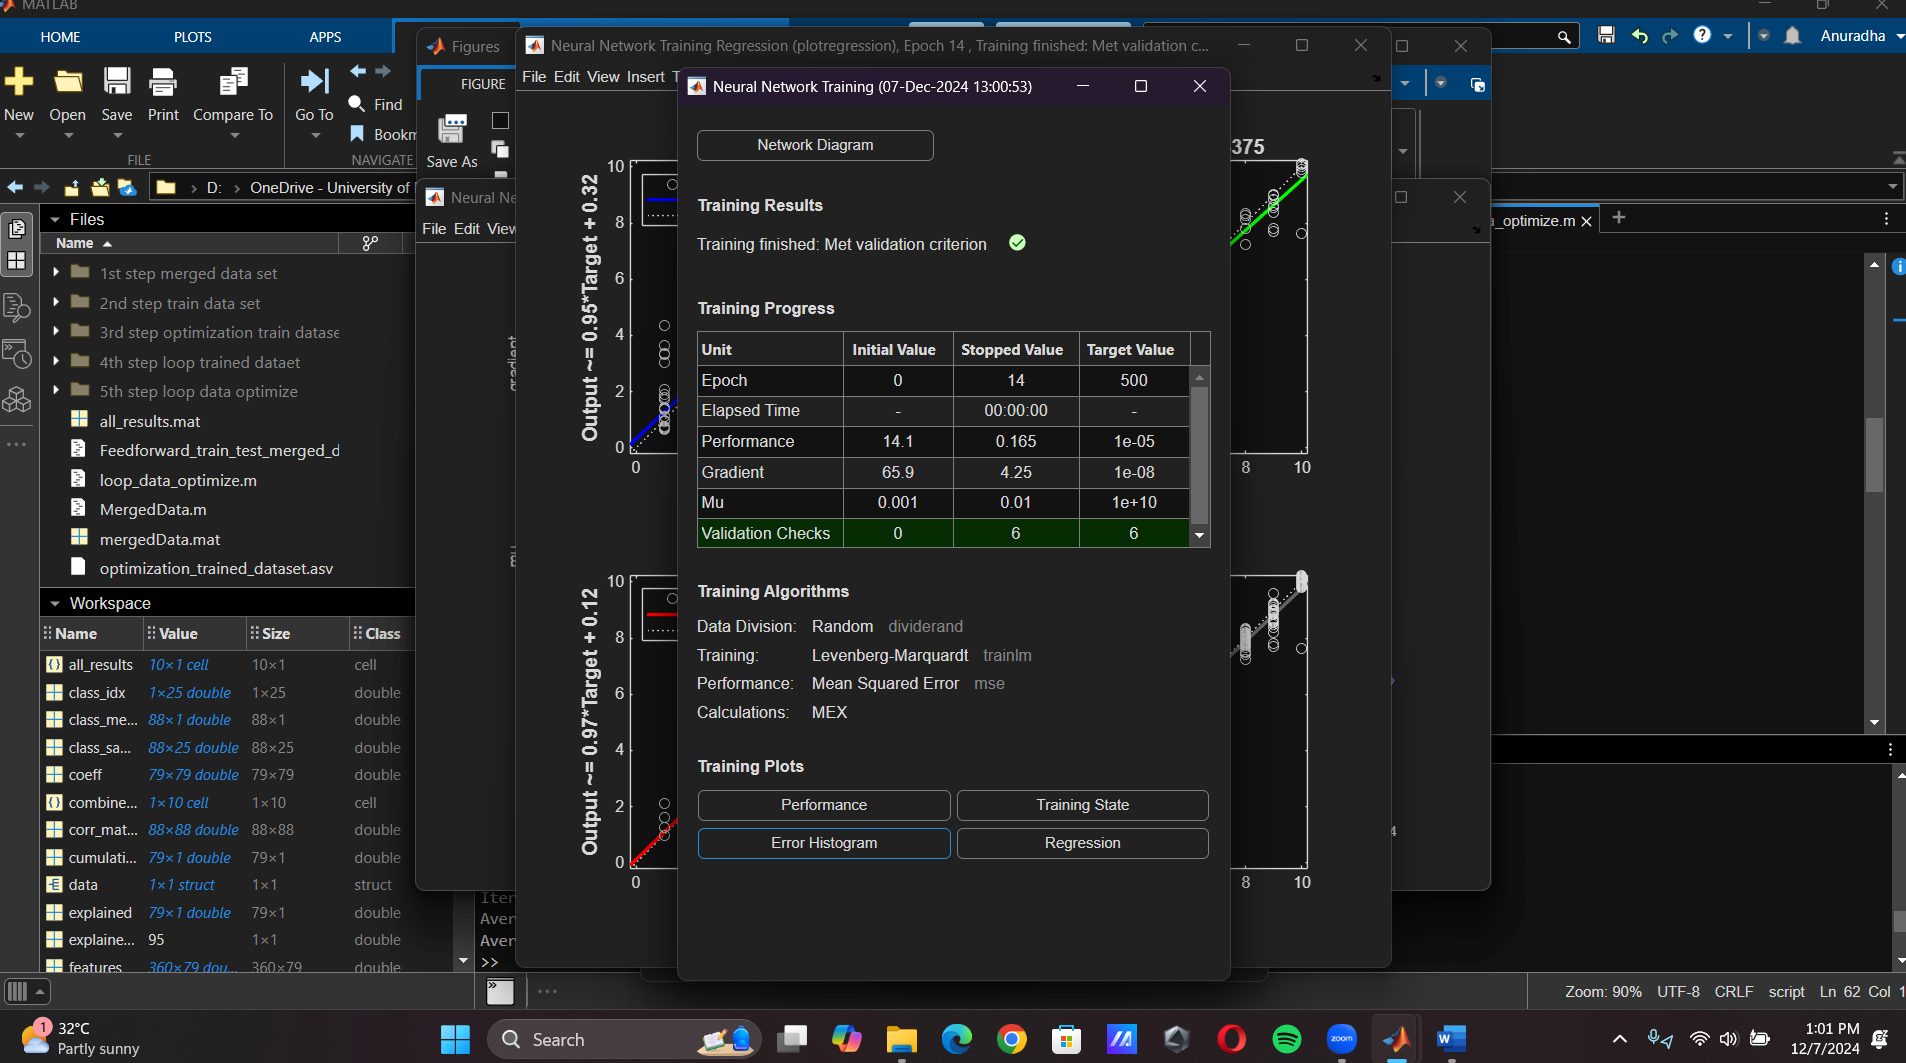 MATLAB
HOME PLOTS APPS
Anuradha
New Open Save Print Compare To Go To Find
FILE NAVIGATE
D: OneDrive - University of
Files
Name
1st step merged data set
2nd step train data set
3rd step optimization train datase
4th step loop trained dataet
5th step loop data optimize
all_results.mat
Feedforward_train_test_merged_d
loop_data_optimize.m
MergedData.m
mergedData.mat
optimization_trained_dataset.asv
Workspace
Name Value Size Class
all_results 10×1 cell 10×1 cell
class_idx 1×25 double 1×25 double
class_me... 88×1 double 88×1 double
class_sa... 88×25 double 88×25 double
coeff 79×79 double 79×79 double
combine... 1×10 cell 1×10 cell
corr_mat... 88×88 double 88×88 double
cumulati... 79×1 double 79×1 double
data 1×1 struct 1×1 struct
explained 79×1 double 79×1 double
explaine... 95 1×1 double
features 360×79 dou... 360×79 double
Figures
FIGURE
Save As
Neural Ne
File Edit View
gradient
mu
Iter
Aver
Aver
>>
Neural Network Training Regression (plotregression), Epoch 14 , Training finished: Met validation c...
File Edit View Insert T
375
Output ~= 0.95*Target + 0.32
10
8
6
4
2
0
0 8 10
Output ~= 0.97*Target + 0.12
10
8
6
4
2
0
0 8 10
4
Neural Network Training (07-Dec-2024 13:00:53)
Network Diagram
Training Results
Training finished: Met validation criterion
Training Progress
Unit Initial Value Stopped Value Target Value
Epoch 0 14 500
Elapsed Time - 00:00:00 -
Performance 14.1 0.165 1e-05
Gradient 65.9 4.25 1e-08
Mu 0.001 0.01 1e+10
Validation Checks 0 6 6
Training Algorithms
Data Division: Random dividerand
Training: Levenberg-Marquardt trainlm
Performance: Mean Squared Error mse
Calculations: MEX
Training Plots
Performance Training State
Error Histogram Regression
a_optimize.m
Zoom: 90% UTF-8 CRLF script Ln 62 Col 1
1
32°C
Partly sunny
Search
zoom
1:01 PM
12/7/2024